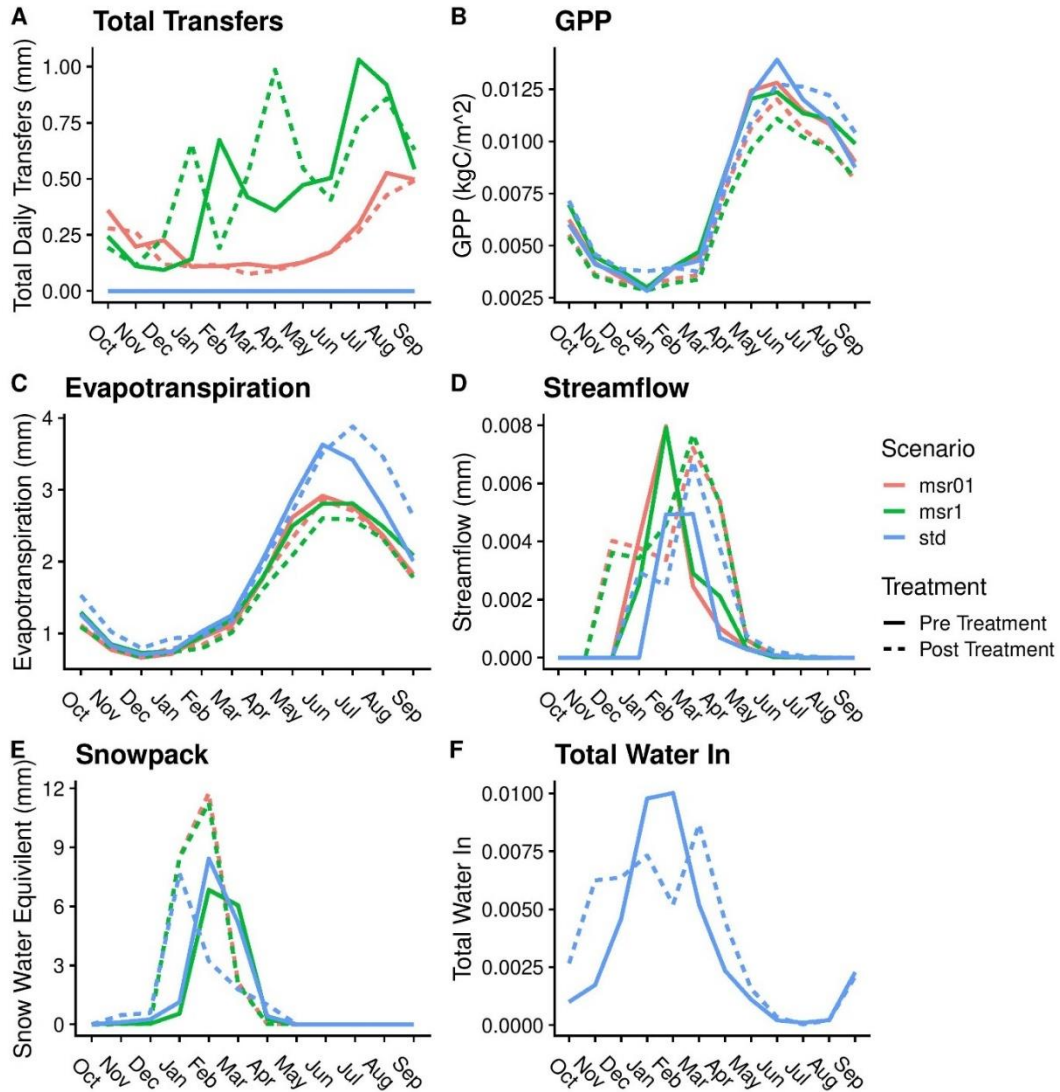 A Total Transfers
Total Daily Transfers (mm)
1.00
0.75
0.50
0.25
0.00
Oct Nov Dec Jan Feb Mar Apr May Jun Jul Aug Sep
B GPP
GPP (kgC/m^2)
0.0125
0.0100
0.0075
0.0050
0.0025
Oct Nov Dec Jan Feb Mar Apr May Jun Jul Aug Sep
C Evapotranspiration
Evapotranspiration (mm)
4
3
2
1
Oct Nov Dec Jan Feb Mar Apr May Jun Jul Aug Sep
D Streamflow
Streamflow (mm)
0.008
0.006
0.004
0.002
0.000
Oct Nov Dec Jan Feb Mar Apr May Jun Jul Aug Sep
Scenario
msr01
msr1
std
Treatment
Pre Treatment
Post Treatment
E Snowpack
Snow Water Equivilent (mm)
12
9
6
3
0
Oct Nov Dec Jan Feb Mar Apr May Jun Jul Aug Sep
F Total Water In
Total Water In
0.0100
0.0075
0.0050
0.0025
0.0000
Oct Nov Dec Jan Feb Mar Apr May Jun Jul Aug Sep